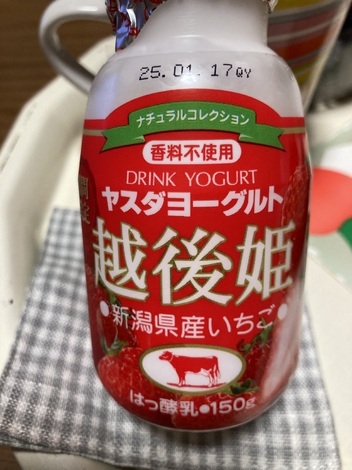 25.01.17QY
ナチュラルコレクション
香料不使用
DRINK YOGURT
ヤスダヨーグルト
越後姫
新潟県産いちご
はっ酵乳●150g